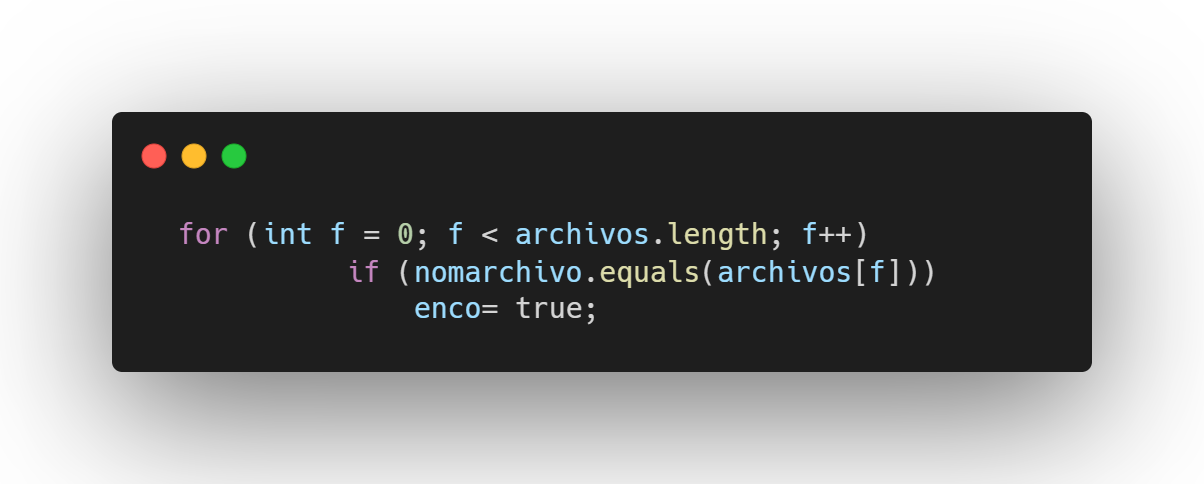 for (int f = 0; f < archivos.length; f++)
if (nomarchivo.equals(archivos[f]))
enco= true;